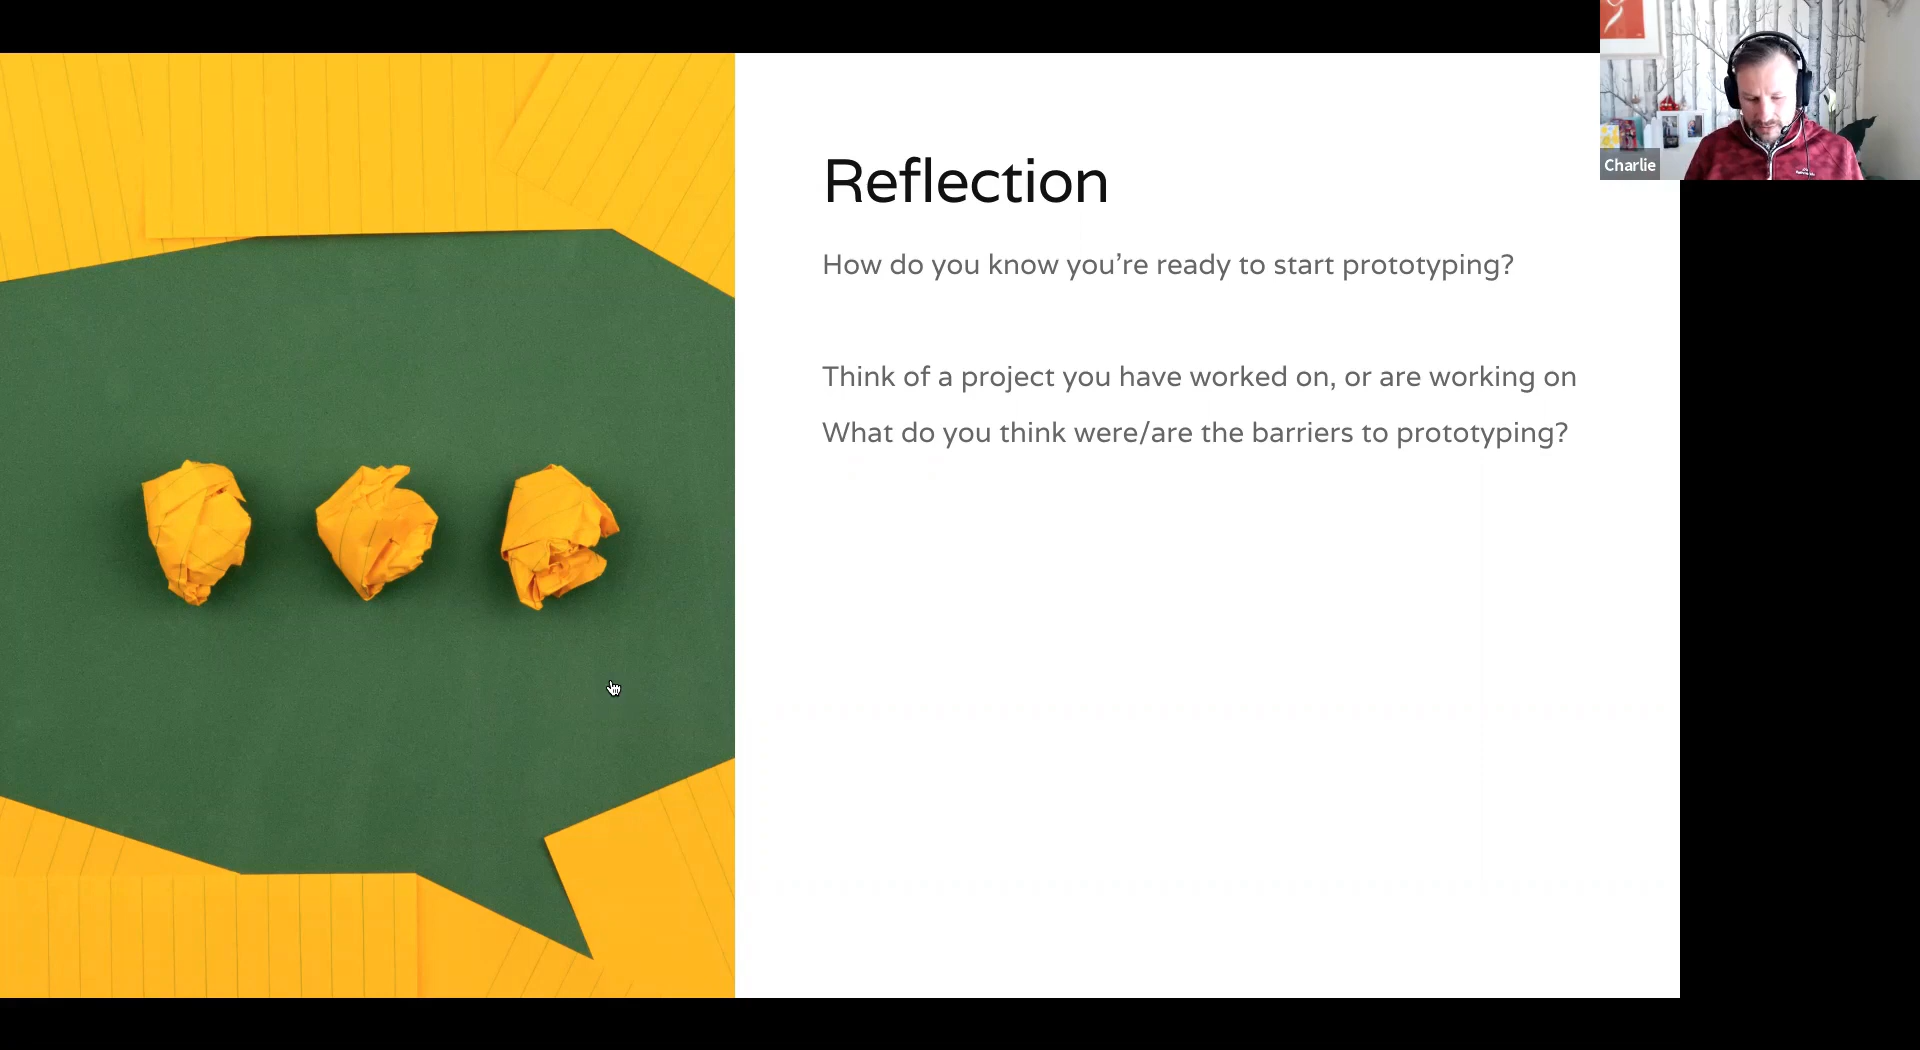 Reflection
How do you know you're ready to start prototyping?
Think of a project you have worked on, or are working on
What do you think were/are the barriers to prototyping?
Charlie